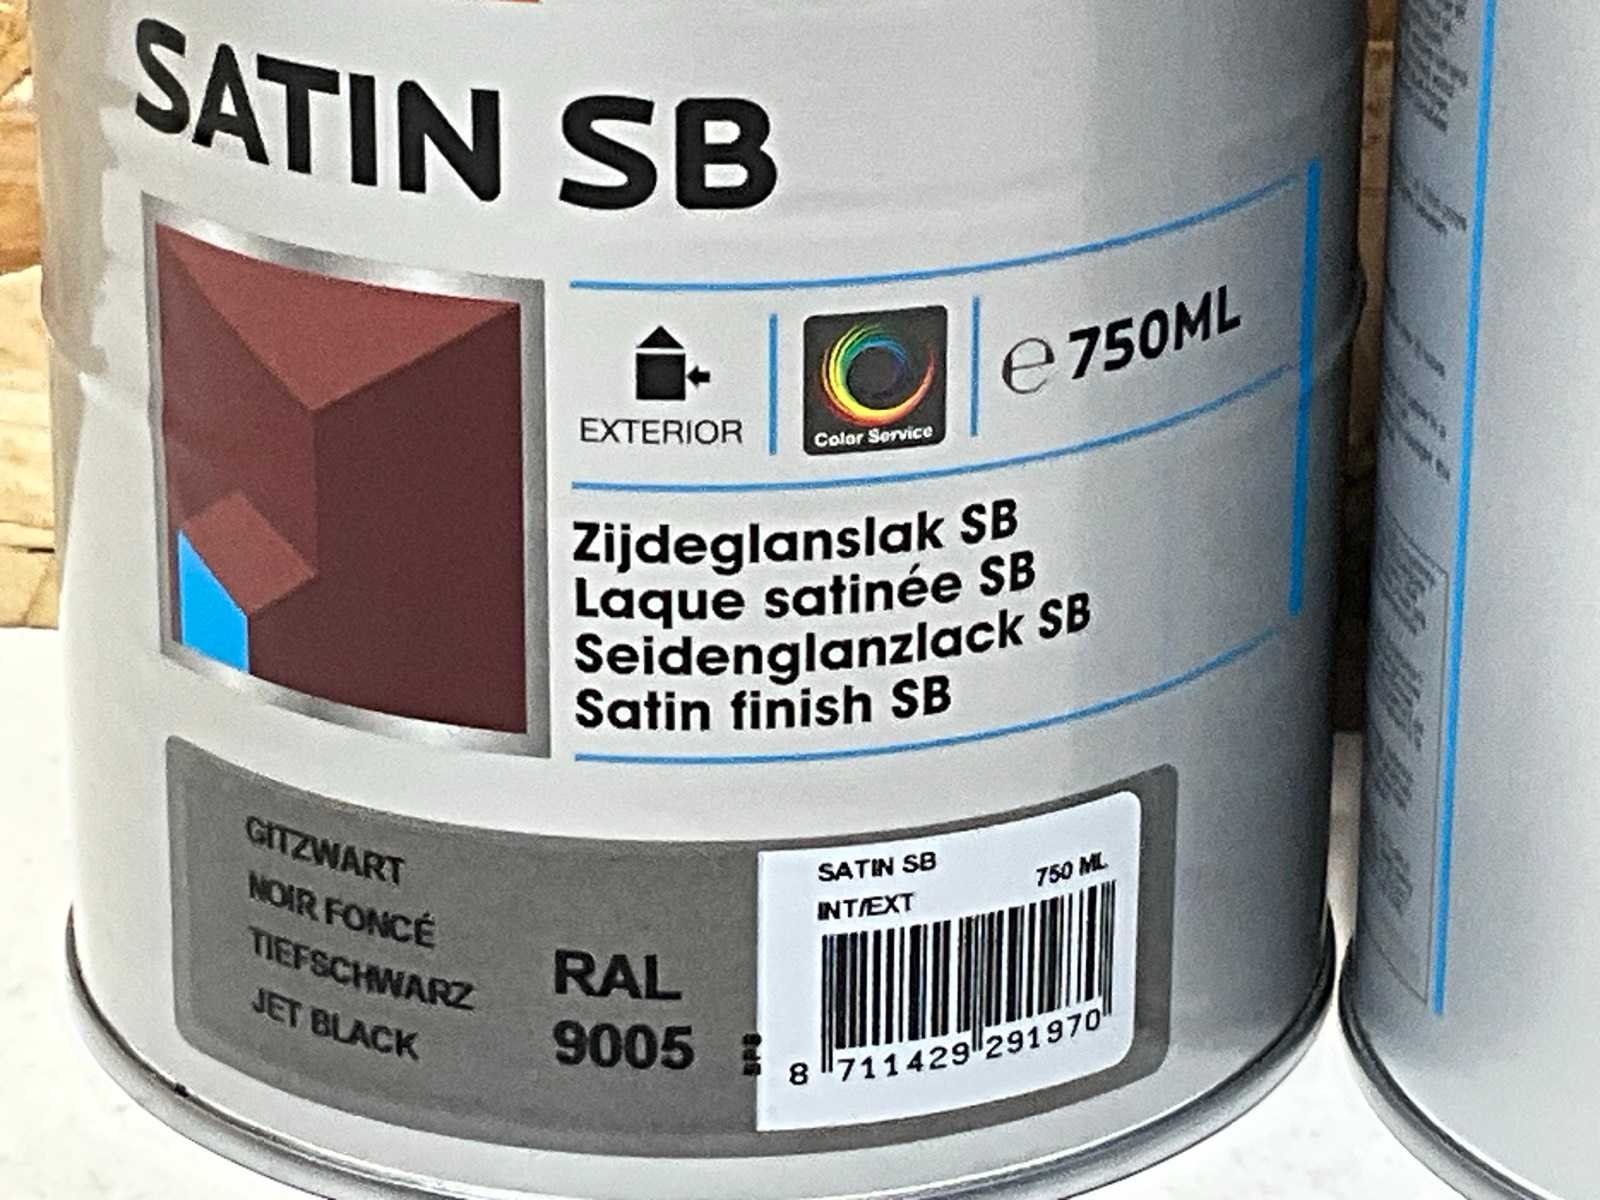 SATIN SB
EXTERIOR
Color Service
e 750ML
Zijdeglanslak SB
Laque satinée SB
Seidenglanzlack SB
Satin finish SB
GITZWART
NOIR FONCÉ
TIEFSCHWARZ
JET BLACK
RAL
9005
SATIN SB
750 ML
INT/EXT
8 711429 291970